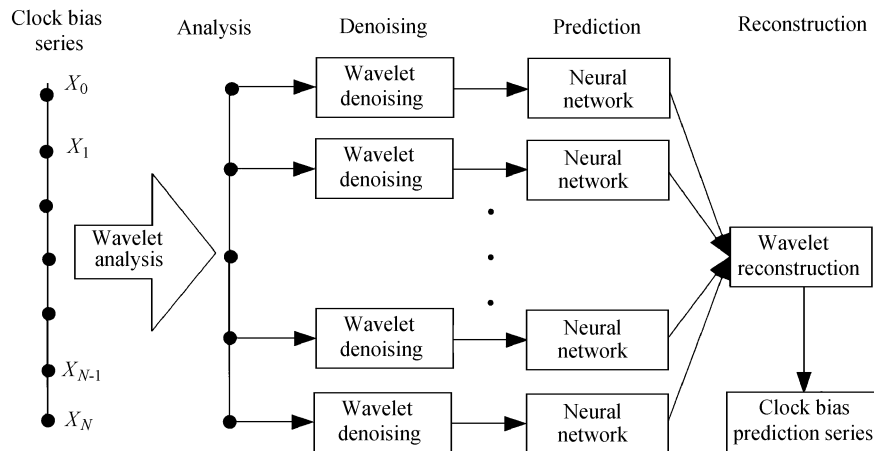 Clock bias
series
Analysis
Denoising
Prediction
Reconstruction
X0
X1
XN-1
XN
Wavelet
analysis
Wavelet
denoising
Neural
network
Wavelet
denoising
Neural
network
Wavelet
denoising
Neural
network
Wavelet
denoising
Neural
network
Wavelet
reconstruction
Clock bias
prediction series